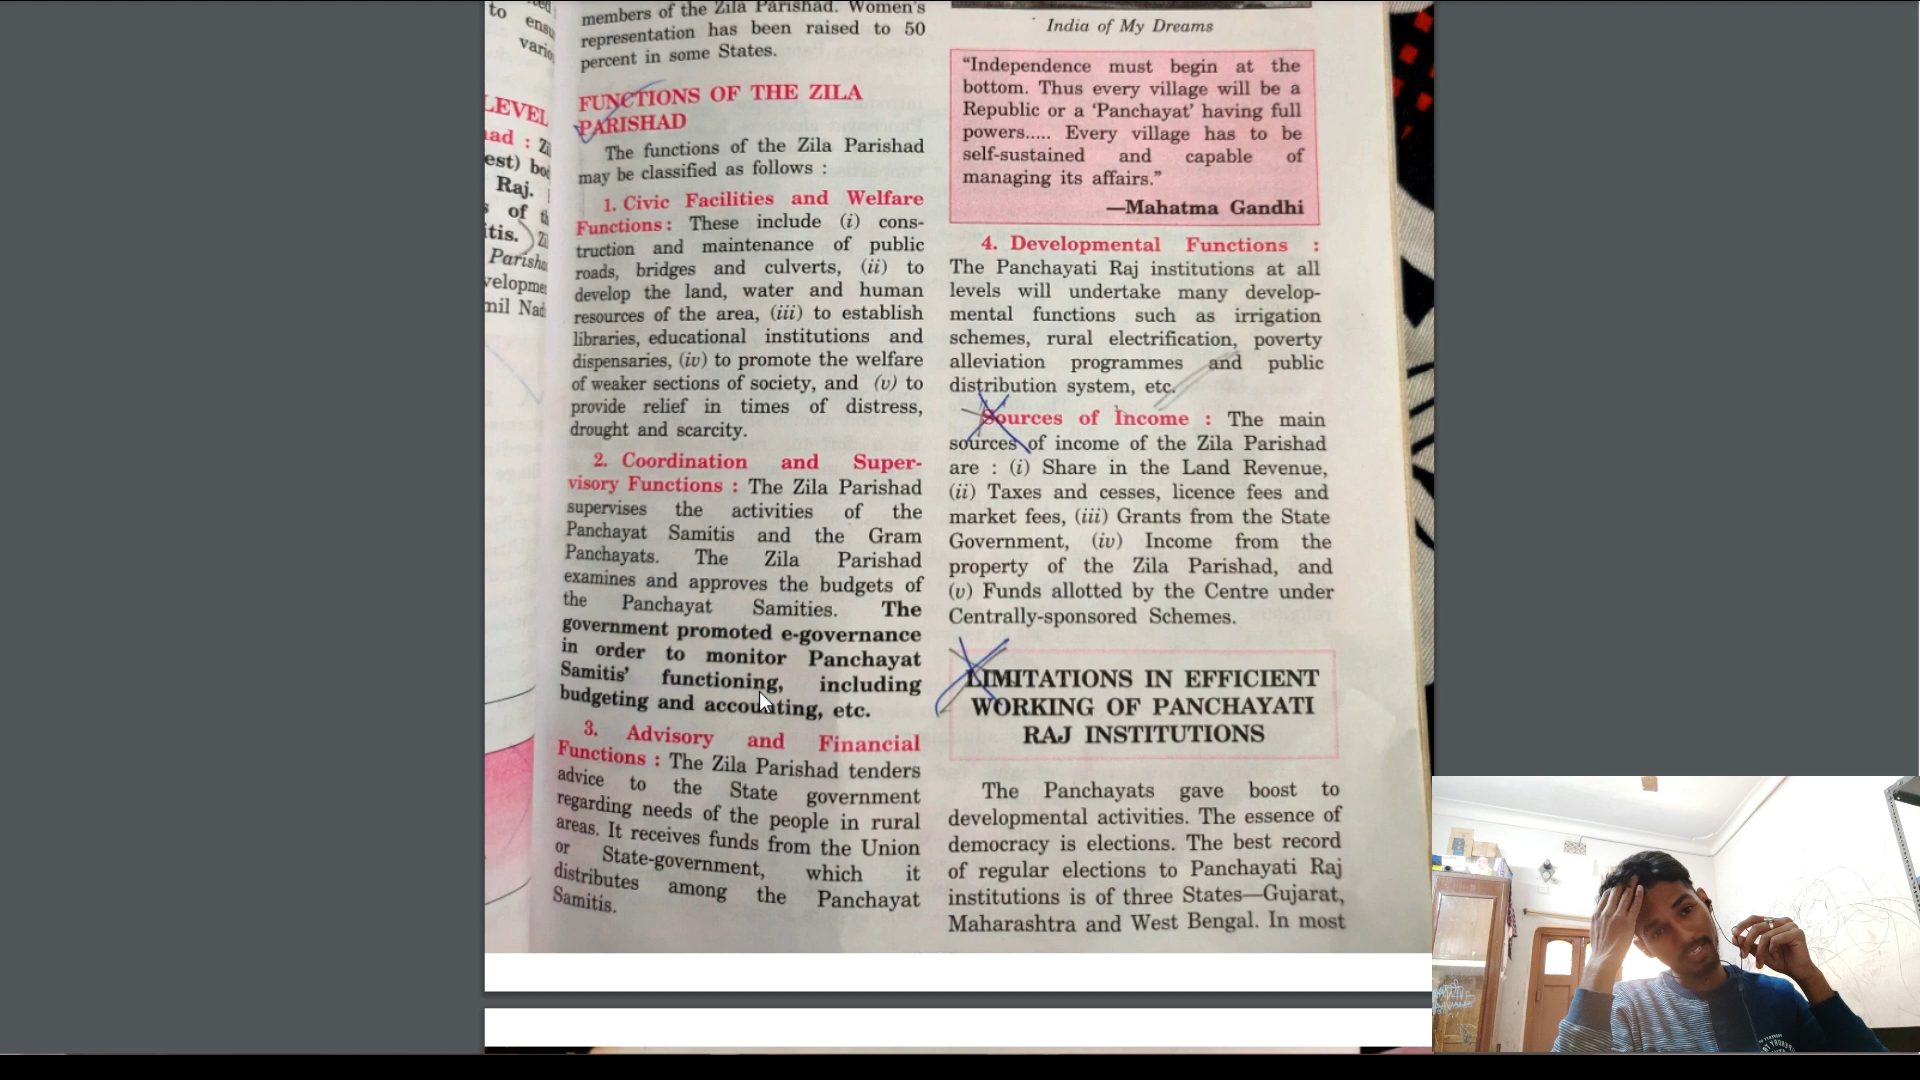 to ensu
vario
LEVEL
ad : Zi
est) bo
Raj.
of th
itis. Zi
Parisha
velopme
mil Nad
members of the Zila Parishad. Women's
representation has been raised to 50
percent in some States.
FUNCTIONS OF THE ZILA
PARISHAD
The functions of the Zila Parishad
may be classified as follows :
1. Civic Facilities and Welfare
Functions : These include (i) cons-
truction and maintenance of public
roads, bridges and culverts, (ii) to
develop the land, water and human
resources of the area, (iii) to establish
libraries, educational institutions and
dispensaries, (iv) to promote the welfare
of weaker sections of society, and (v) to
provide relief in times of distress,
drought and scarcity.
2. Coordination and Super-
visory Functions : The Zila Parishad
supervises the activities of the
Panchayat Samitis and the Gram
Panchayats. The Zila Parishad
examines and approves the budgets of
the Panchayat Samities. The
government promoted e-governance
in order to monitor Panchayat
Samitis' functioning, including
budgeting and accounting, etc.
3. Advisory and Financial
Functions : The Zila Parishad tenders
advice to the State government
regarding needs of the people in rural
areas. It receives funds from the Union
or State-government, which it
distributes among the Panchayat
Samitis.
India of My Dreams
“Independence must begin at the
bottom. Thus every village will be a
Republic or a ‘Panchayat’ having full
powers..... Every village has to be
self-sustained and capable of
managing its affairs.”
—Mahatma Gandhi
4. Developmental Functions :
The Panchayati Raj institutions at all
levels will undertake many develop-
mental functions such as irrigation
schemes, rural electrification, poverty
alleviation programmes and public
distribution system, etc.
Sources of Income : The main
sources of income of the Zila Parishad
are : (i) Share in the Land Revenue,
(ii) Taxes and cesses, licence fees and
market fees, (iii) Grants from the State
Government, (iv) Income from the
property of the Zila Parishad, and
(v) Funds allotted by the Centre under
Centrally-sponsored Schemes.
LIMITATIONS IN EFFICIENT
WORKING OF PANCHAYATI
RAJ INSTITUTIONS
The Panchayats gave boost to
developmental activities. The essence of
democracy is elections. The best record
of regular elections to Panchayati Raj
institutions is of three States—Gujarat,
Maharashtra and West Bengal. In most